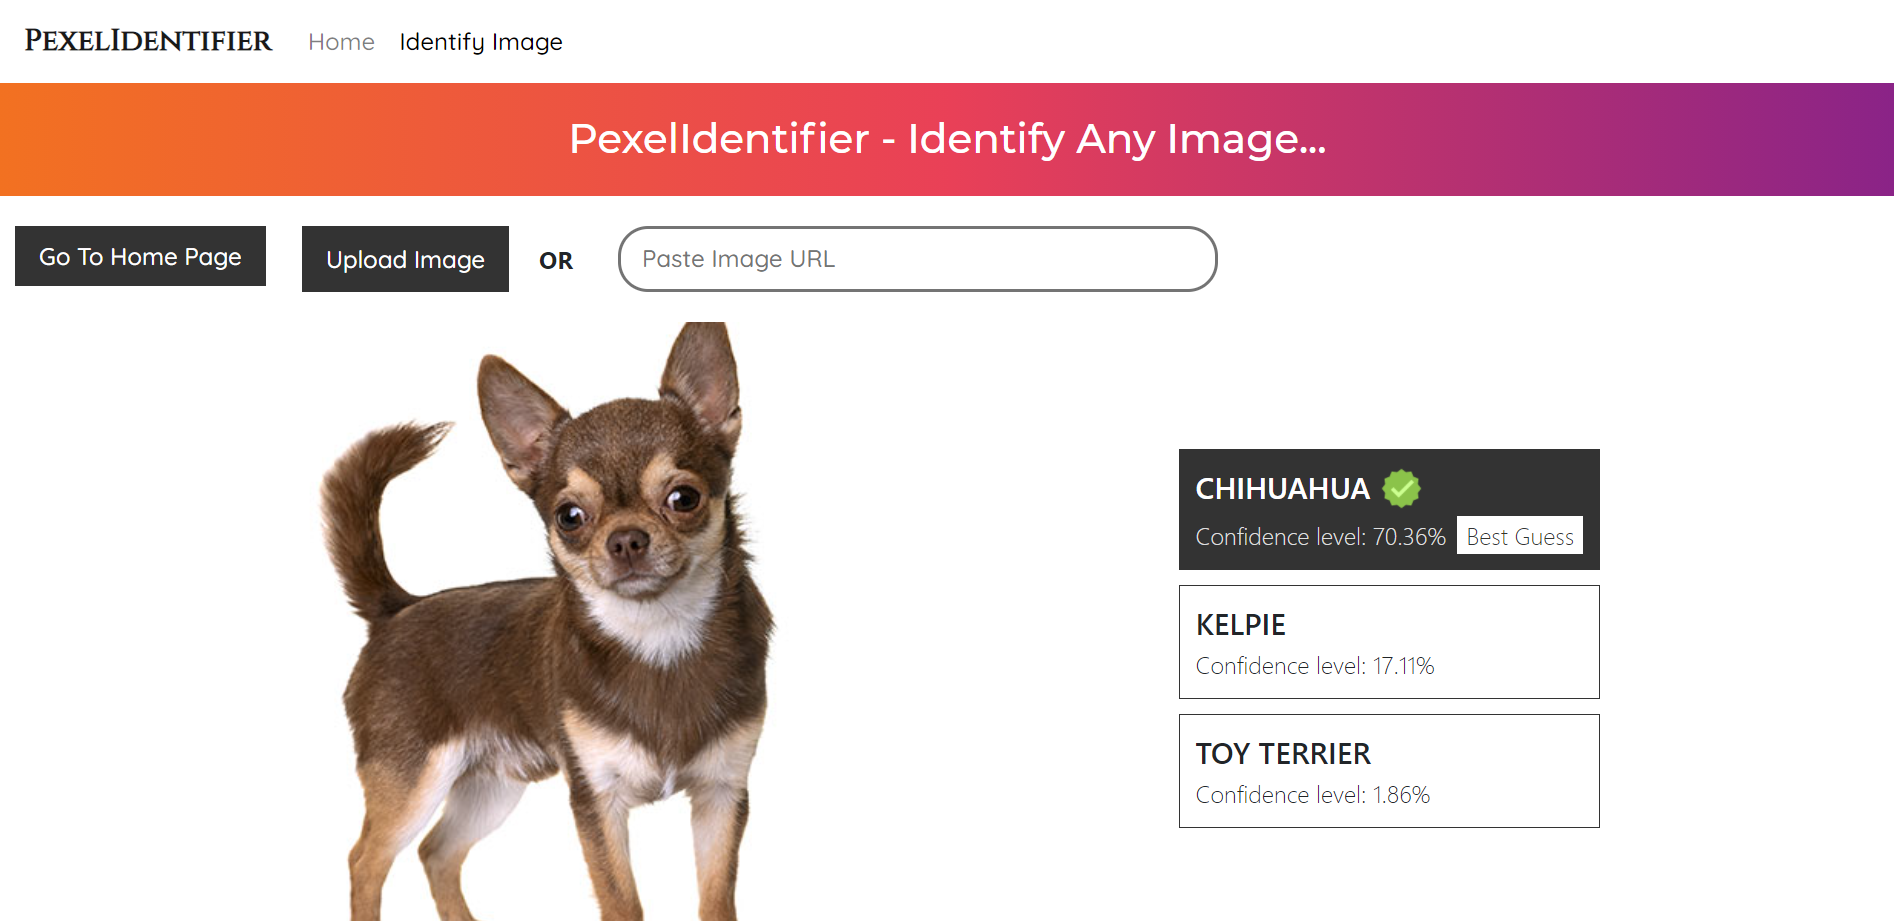 PEXELIDENTIFIER Home Identify Image
PexelIdentifier - Identify Any Image...
Go To Home Page Upload Image OR Paste Image URL
CHIHUAHUA
Confidence level: 70.36% Best Guess
KELPIE
Confidence level: 17.11%
TOY TERRIER
Confidence level: 1.86%